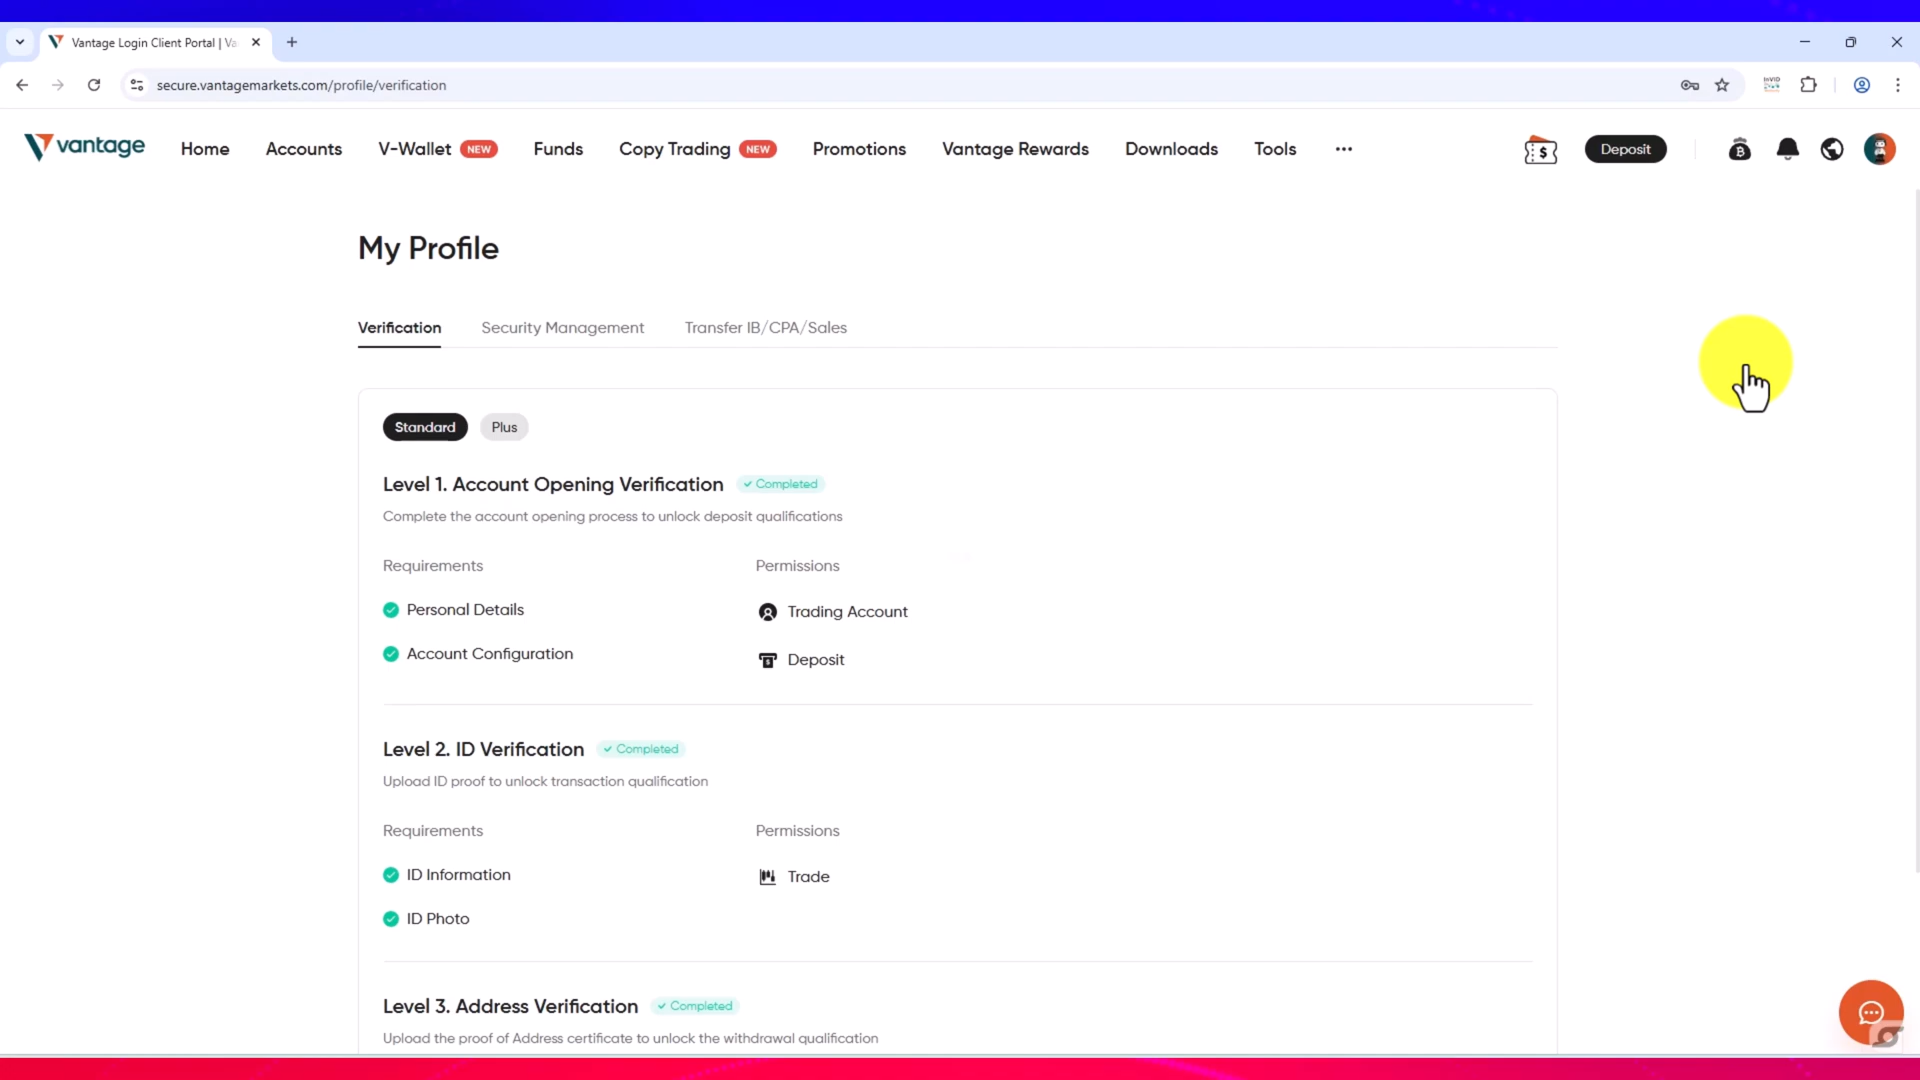 Vantage Login Client Portal | Va
secure.vantagemarkets.com/profile/verification
vantage
Home
Accounts
V-Wallet NEW
Funds
Copy Trading NEW
Promotions
Vantage Rewards
Downloads
Tools
Deposit
My Profile
Verification
Security Management
Transfer IB/CPA/Sales
Standard
Plus
Level 1. Account Opening Verification
Completed
Complete the account opening process to unlock deposit qualifications
Requirements
Permissions
Personal Details
Trading Account
Account Configuration
Deposit
Level 2. ID Verification
Completed
Upload ID proof to unlock transaction qualification
Requirements
Permissions
ID Information
Trade
ID Photo
Level 3. Address Verification
Completed
Upload the proof of Address certificate to unlock the withdrawal qualification